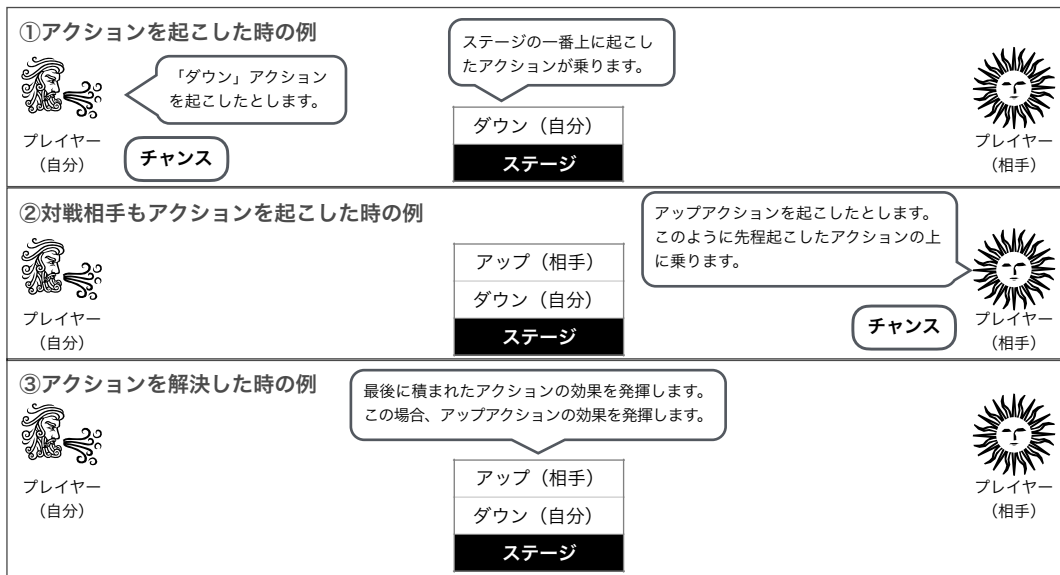 ①アクションを起こした時の例
「ダウン」アクション
を起こしたとします。
ステージの一番上に起こし
たアクションが乗ります。
プレイヤー
（自分）
チャンス
ダウン（自分）
ステージ
プレイヤー
（相手）
②対戦相手もアクションを起こした時の例
アップアクションを起こしたとします。
このように先程起こしたアクションの上
に乗ります。
プレイヤー
（自分）
アップ（相手）
ダウン（自分）
ステージ
チャンス
プレイヤー
（相手）
③アクションを解決した時の例
最後に積まれたアクションの効果を発揮します。
この場合、アップアクションの効果を発揮します。
プレイヤー
（自分）
アップ（相手）
ダウン（自分）
ステージ
プレイヤー
（相手）